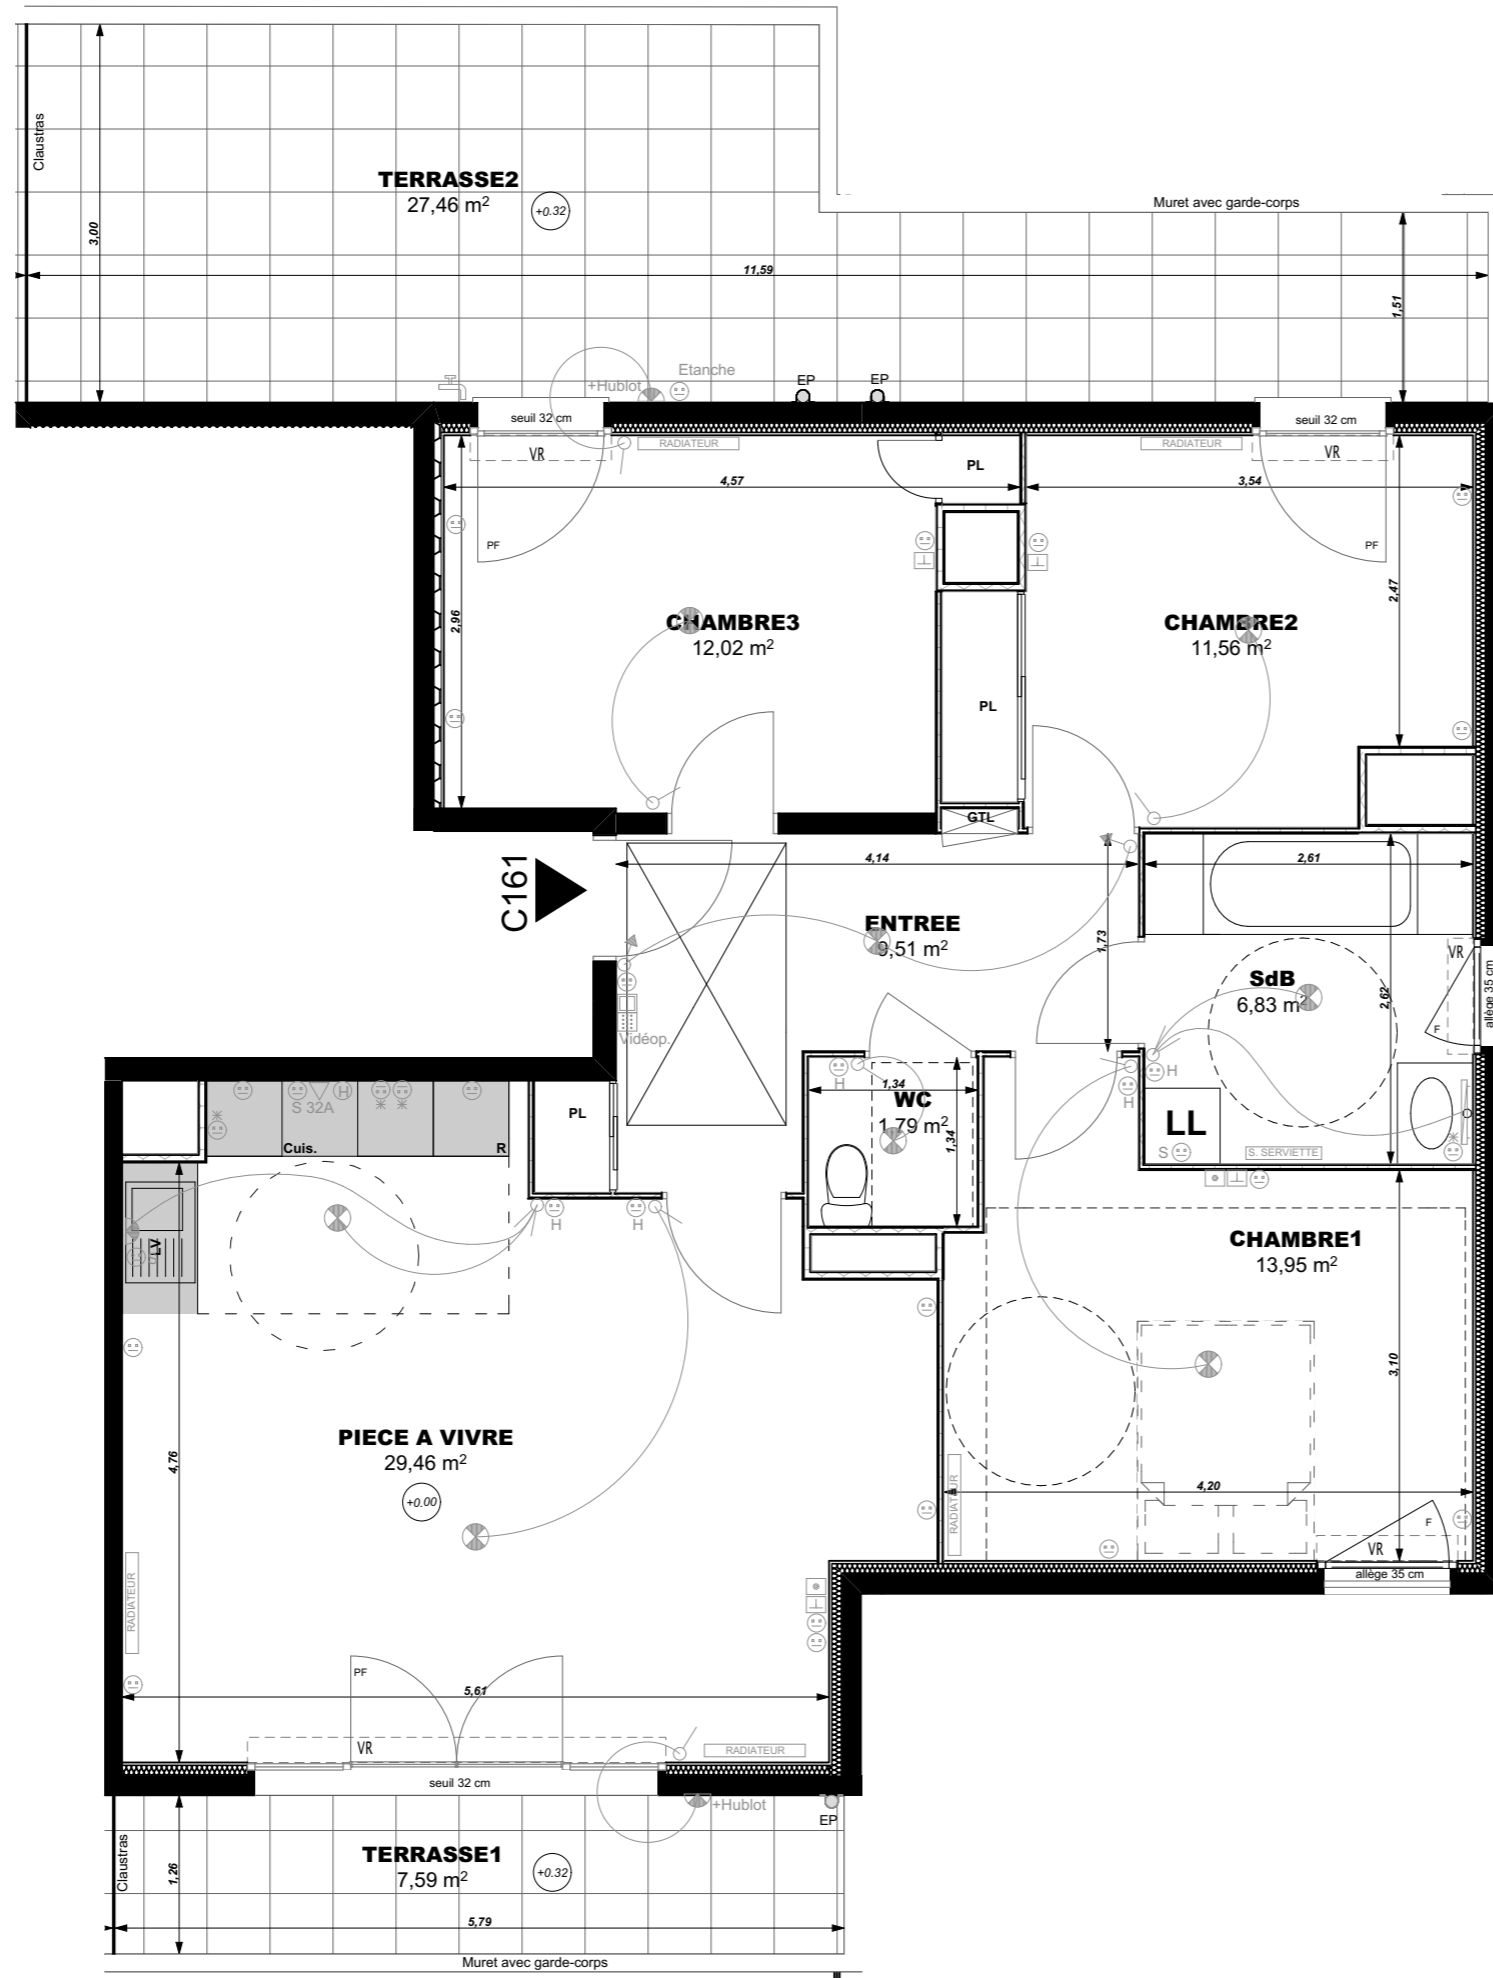 Claustras
3,00
TERRASSE2
27,46 m²
+0.32
Muret avec garde-corps
11,59
1,51
+Hublot
Etanche
EP
EP
seuil 32 cm
seuil 32 cm
VR
RADIATEUR
PL
RADIATEUR
VR
4,57
3,54
PF
PF
2,96
2,47
CHAMBRE3
12,02 m²
CHAMBRE2
11,56 m²
PL
GTL
C161
4,14
2,61
ENTREE
9,51 m²
1,73
SdB
6,83 m²
2,62
VR
F
allège 35 cm
Vidéop.
S 32A
H
Cuis.
R
PL
H
1,34
WC
1,79 m²
1,34
H
H
LL
S
S. SERVIETTE
H
H
LV
CHAMBRE1
13,95 m²
3,10
PIECE A VIVRE
29,46 m²
+0.00
4,76
RADIATEUR
4,20
F
VR
allège 35 cm
RADIATEUR
PF
5,61
VR
RADIATEUR
seuil 32 cm
+Hublot
EP
Claustras
1,26
TERRASSE1
7,59 m²
+0.32
5,79
Muret avec garde-corps